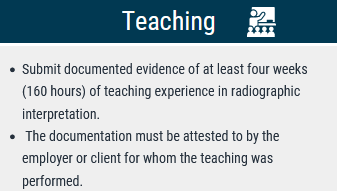 Teaching
• Submit documented evidence of at least four weeks
(160 hours) of teaching experience in radiographic
interpretation.
• The documentation must be attested to by the
employer or client for whom the teaching was
performed.